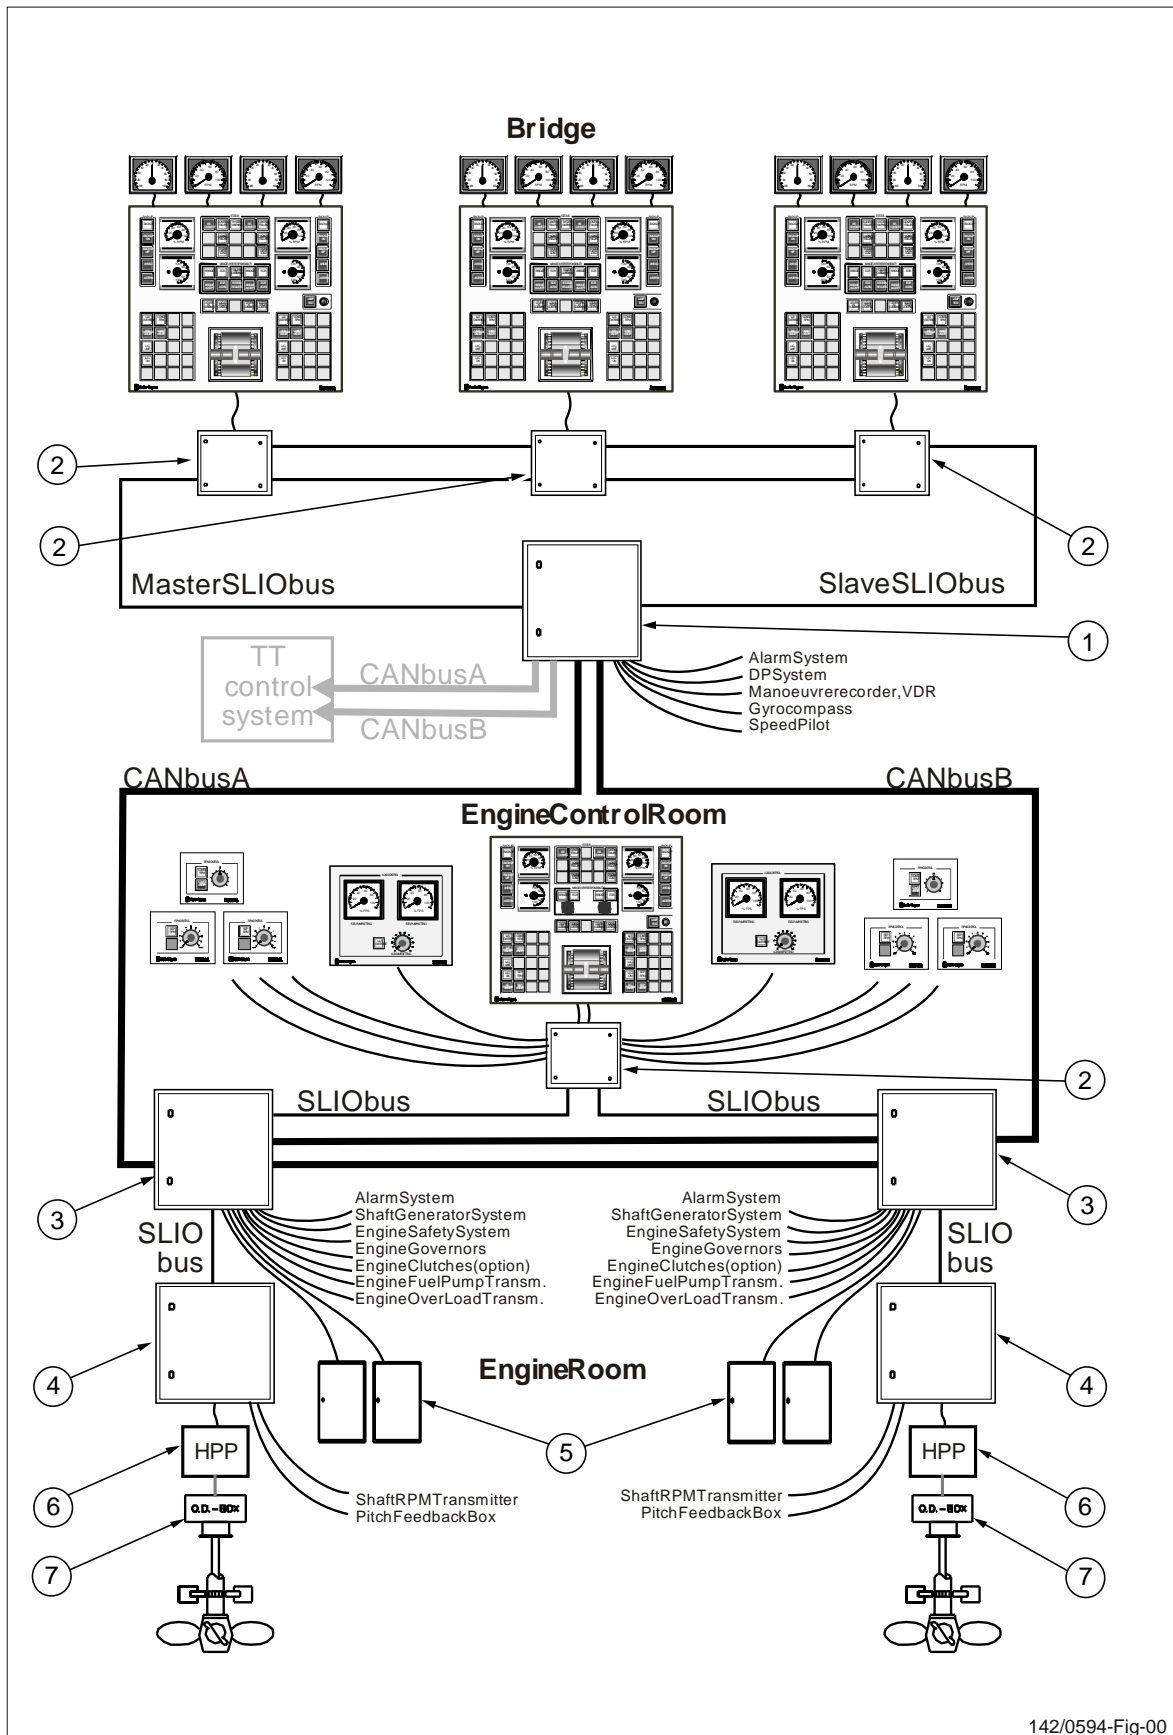 Bridge
2
2
2
MasterSLIObus
SlaveSLIObus
1
TT
control
system
CANbusA
CANbusB
AlarmSystem
DPSystem
Manoeuvrerecorder,VDR
Gyrocompass
SpeedPilot
CANbusA
CANbusB
EngineControlRoom
2
SLIObus
SLIObus
3
3
AlarmSystem
ShaftGeneratorSystem
EngineSafetySystem
EngineGovernors
EngineClutches(option)
EngineFuelPumpTransm.
EngineOverLoadTransm.
AlarmSystem
ShaftGeneratorSystem
EngineSafetySystem
EngineGovernors
EngineClutches(option)
EngineFuelPumpTransm.
EngineOverLoadTransm.
SLIO
bus
SLIO
bus
4
EngineRoom
4
5
HPP
HPP
6
6
O.D.-BOX
O.D.-BOX
ShaftRPMTransmitter
PitchFeedbackBox
ShaftRPMTransmitter
PitchFeedbackBox
7
7
142/0594-Fig-00